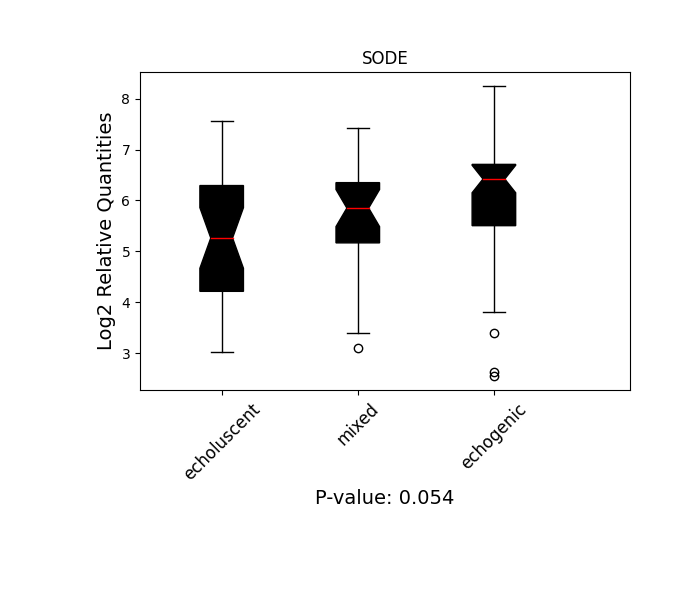 SODE
Log2 Relative Quantities
8
7
6
5
4
3
echoluscent
mixed
echogenic
P-value: 0.054